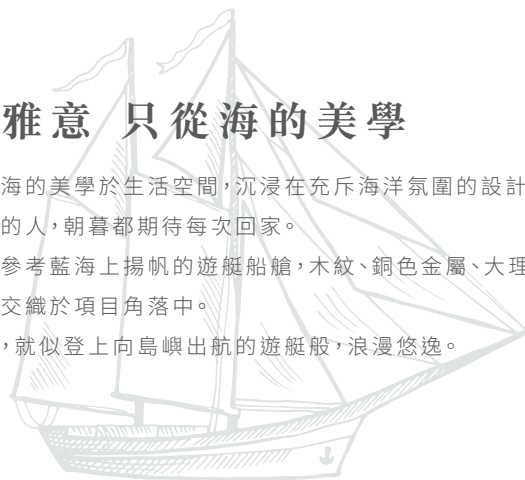 雅意 只從海的美學
海的美學於生活空間,沉浸在充斥海洋氛圍的設計
的人,朝暮都期待每次回家。
參考藍海上揚帆的遊艇船艙,木紋、銅色金屬、大理
交織於項目角落中。
,就似登上向島嶼出航的遊艇般,浪漫悠逸。